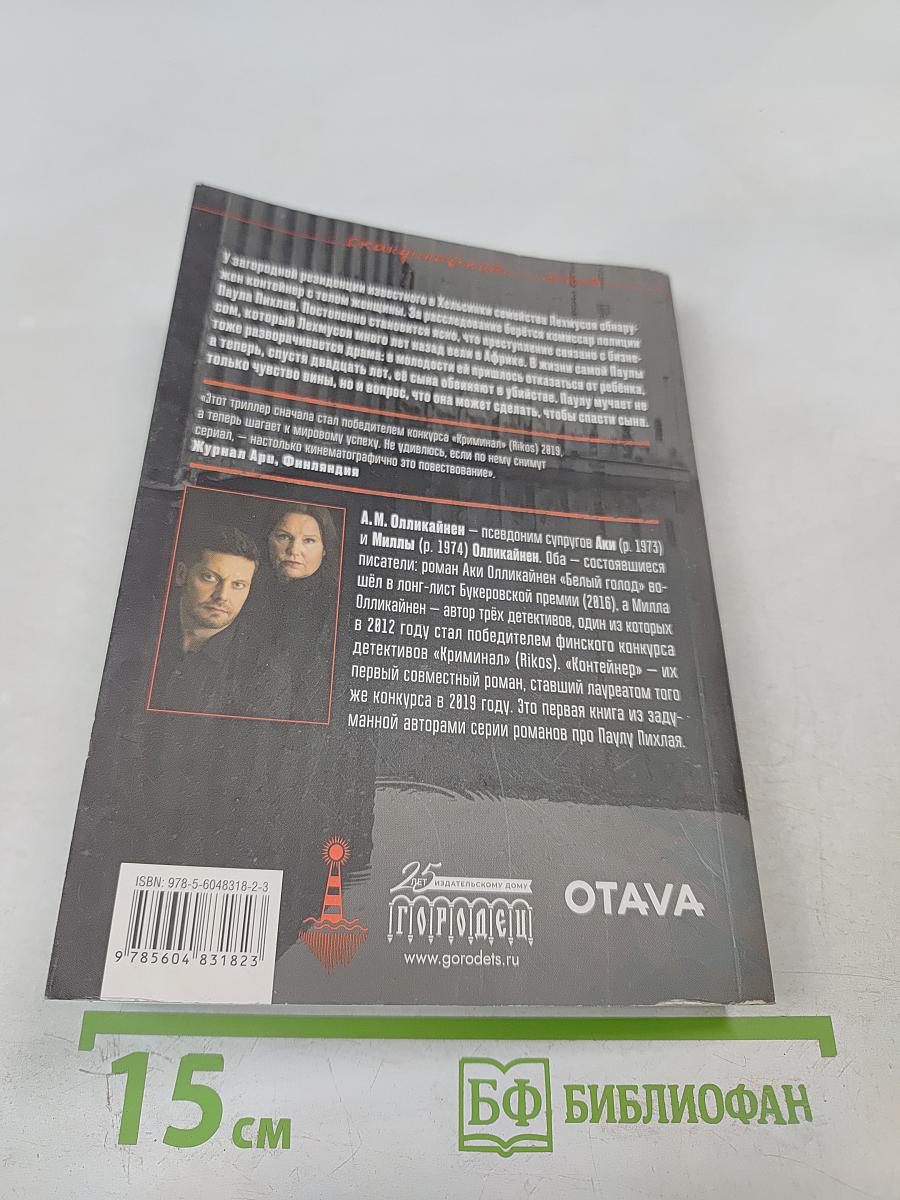 скандинавский нуар
У загородной резиденции известного в Хельсинки семейства Лехмусоя обнару-
жен контейнер с телом женщины. За расследование берётся комиссар полиции
Паула Пихлая. Постепенно становится ясно, что преступление связано с бизне-
сом, который Лехмусоя много лет назад вели в Африке. В жизни самой Паулы
тоже разворачивается драма: в молодости ей пришлось отказаться от ребёнка,
а теперь, спустя двадцать лет, её сына обвиняют в убийстве. Паулу мучает не
только чувство вины, но и вопрос, что она может сделать, чтобы спасти сына.
«Этот триллер сначала стал победителем конкурса «Криминал» (Rikos) 2019,
а теперь шагает к мировому успеху. Не удивлюсь, если по нему снимут
сериал, — настолько кинематографично это повествование».
Журнал Apu, Финляндия
А. М. Олликайнен — псевдоним супругов Аки (р. 1973)
и Миллы (р. 1974) Олликайнен. Оба — состоявшиеся
писатели: роман Аки Олликайнен «Белый голод» во-
шёл в лонг-лист Букеровской премии (2016), а Милла
Олликайнен — автор трёх детективов, один из которых
в 2012 году стал победителем финского конкурса
детективов «Криминал» (Rikos). «Контейнер» — их
первый совместный роман, ставший лауреатом того
же конкурса в 2019 году. Это первая книга из заду-
манной авторами серии романов про Паулу Пихлая.
ISBN: 978-5-6048318-2-3
9 785604 831823
25 ЛЕТ ИЗДАТЕЛЬСКОМУ ДОМУ
ГОРОДЕЦ
www.gorodets.ru
OTAVA
15 см
БФ БИБЛИОФАН